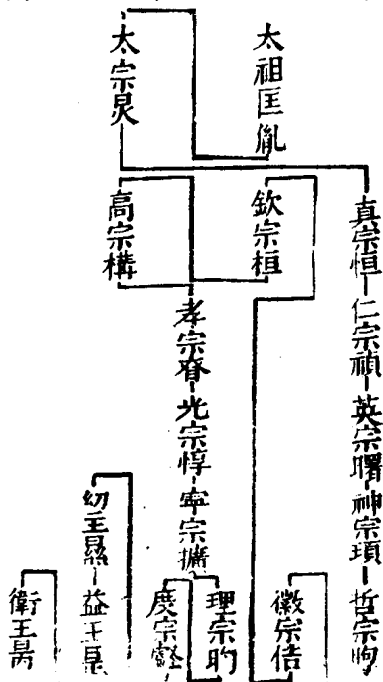 太祖匡胤
太宗炅
真宗恒
仁宗禎
英宗曙
神宗頊
哲宗煦
徽宗佶
欽宗桓
高宗構
孝宗眘
光宗惇
寧宗擴
理宗昀
度宗
幼主㬎
益王昰
衛王昺